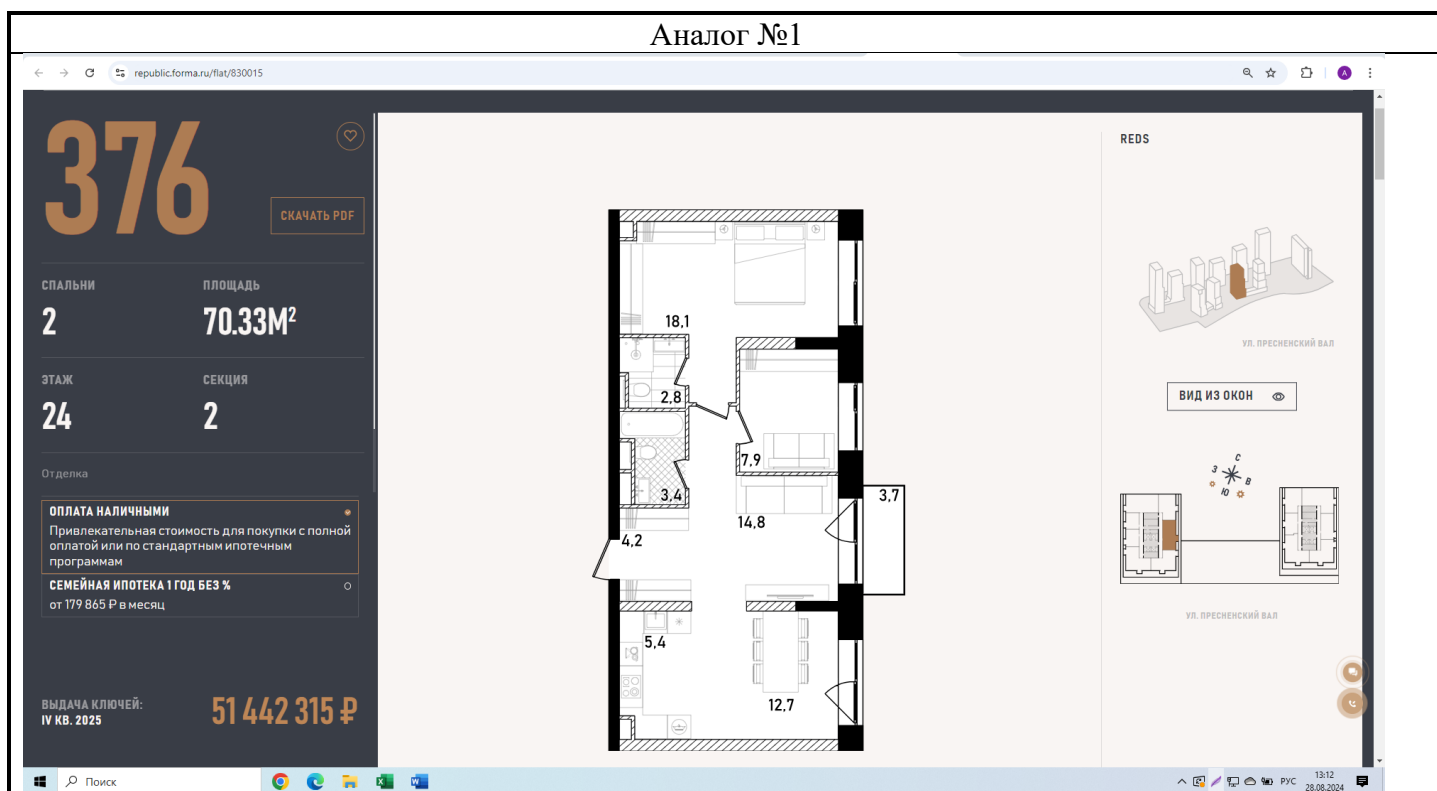 Аналог №1
republic.forma.ru/flat/830015
376
СКАЧАТЬ PDF
СПАЛЬНИ
ПЛОЩАДЬ
2
70.33М²
ЭТАЖ
СЕКЦИЯ
24
2
Отделка
ОПЛАТА НАЛИЧНЫМИ
Привлекательная стоимость для покупки с полной
оплатой или по стандартным ипотечным
программам
СЕМЕЙНАЯ ИПОТЕКА 1 ГОД БЕЗ %
от 179 865 ₽ в месяц
ВЫДАЧА КЛЮЧЕЙ:
IV КВ. 2025
51 442 315 ₽
18,1
2,8
7,9
3,4
3,7
14,8
4,2
5,4
12,7
REDS
УЛ. ПРЕСНЕНСКИЙ ВАЛ
ВИД ИЗ ОКОН
С
З
В
Ю
УЛ. ПРЕСНЕНСКИЙ ВАЛ
Поиск
РУС
13:12
28.08.2024